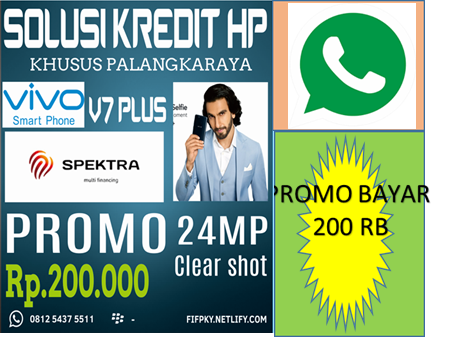 SOLUSI KREDIT HP
KHUSUS PALANGKARAYA
vivo
Smart Phone
V7 PLUS
Selfie
SPEKTRA
multi financing
PROMO
Rp.200.000
24MP
Clear shot
0812 5437 5511
-
FIFPKY.NETLIFY.COM
PROMO BAYAR
200 RB